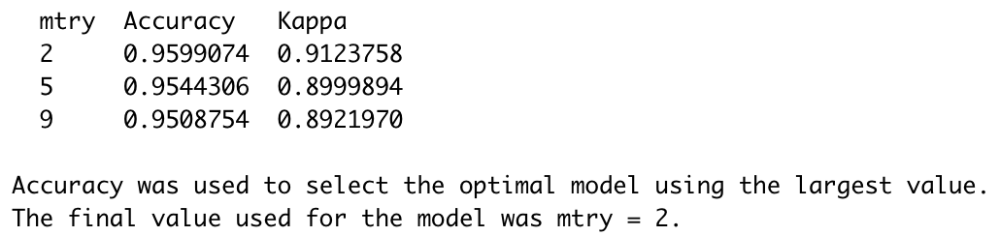 mtry Accuracy Kappa
2 0.9599074 0.9123758
5 0.9544306 0.8999894
9 0.9508754 0.8921970
Accuracy was used to select the optimal model using the largest value.
The final value used for the model was mtry = 2.